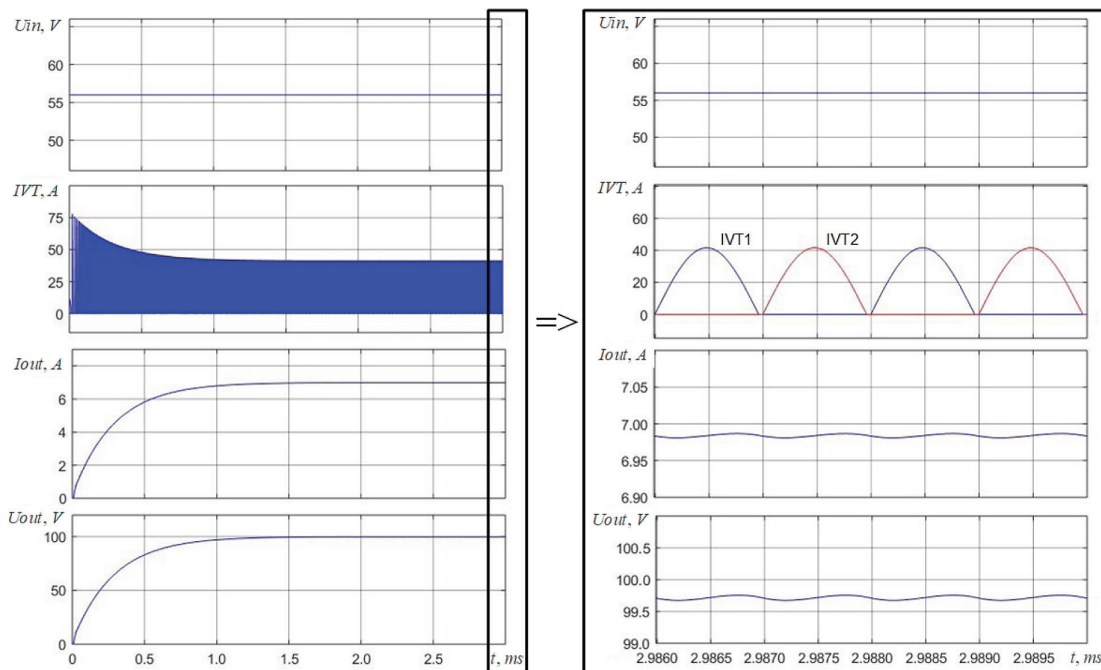 Uin, V
60
55
50
IVT, A
75
50
25
0
Iout, A
6
4
2
0
Uout, V
100
50
0
0 0.5 1.0 1.5 2.0 2.5 t, ms
=>
Uin, V
60
55
50
IVT, A
60
40
20
0
IVT1
IVT2
Iout, A
7.05
7.00
6.95
6.90
Uout, V
100.5
100.0
99.5
99.0
2.9860 2.9865 2.9870 2.9875 2.9880 2.9885 2.9890 2.9895 t, ms